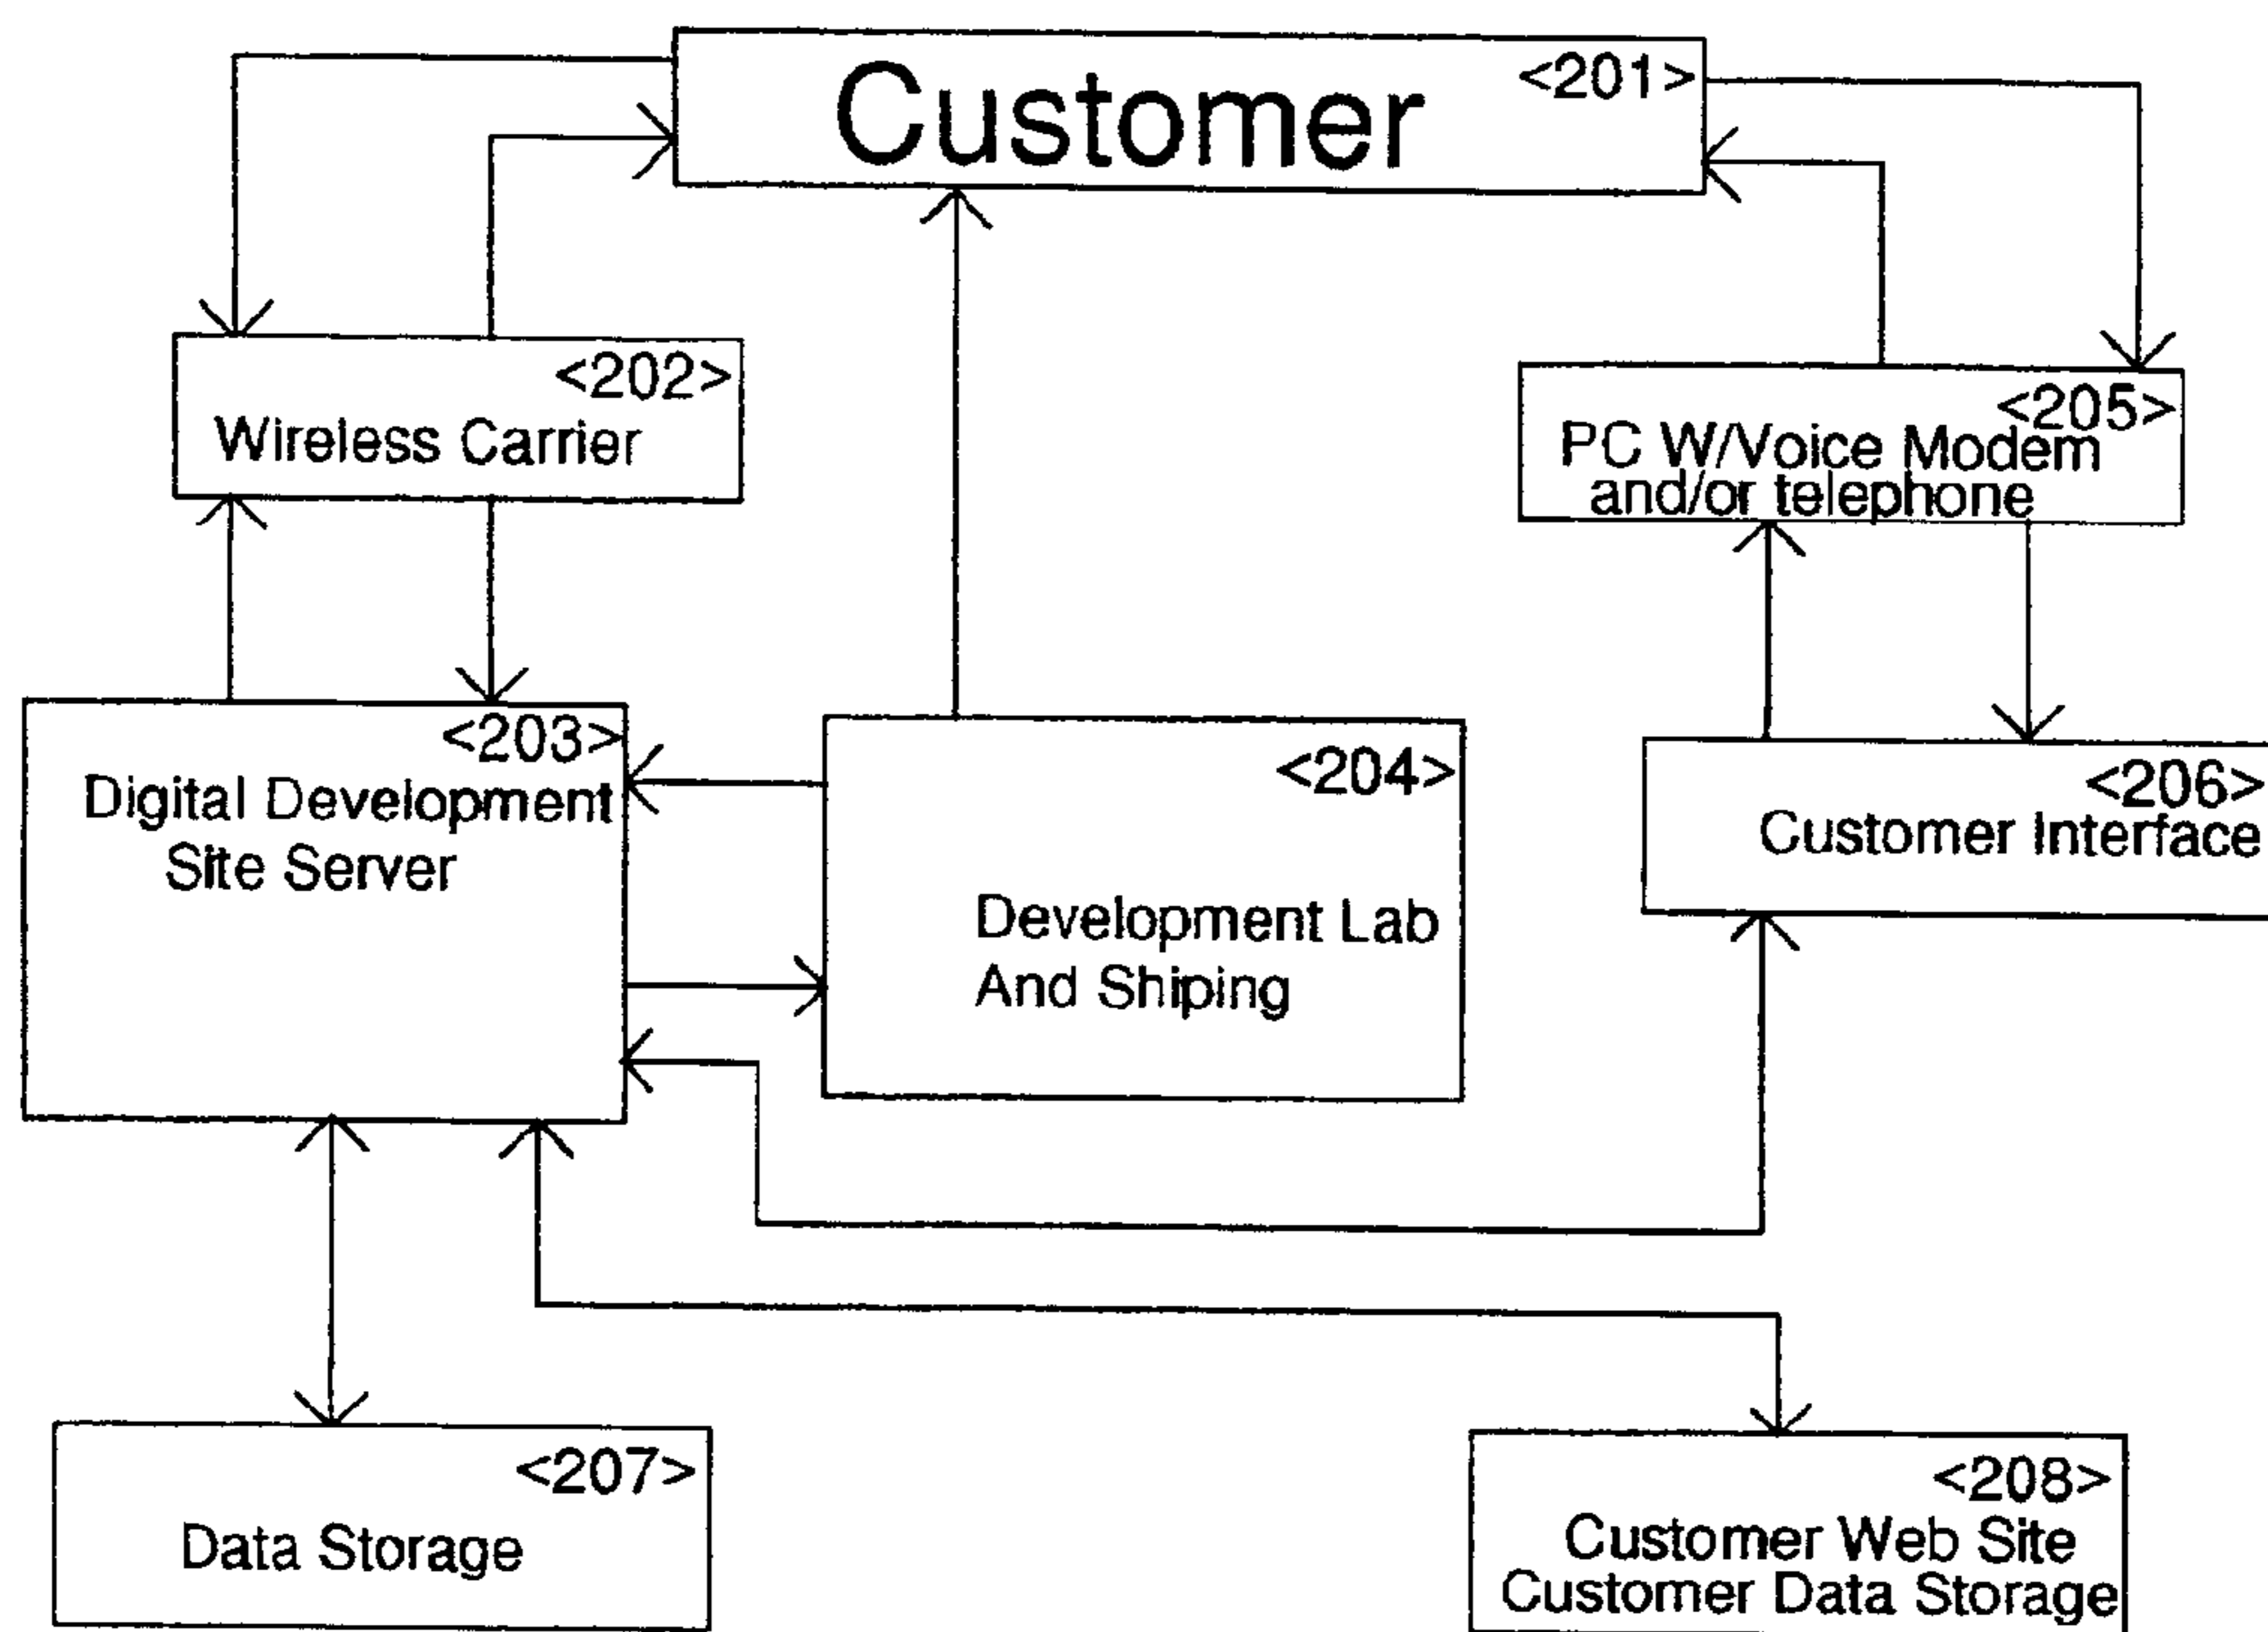 <201>
Customer
<202>
Wireless Carrier
<205>
PC W/Voice Modem
and/or telephone
<203>
Digital Development
Site Server
<204>
Development Lab
And Shiping
<206>
Customer Interface
<207>
Data Storage
<208>
Customer Web Site
Customer Data Storage